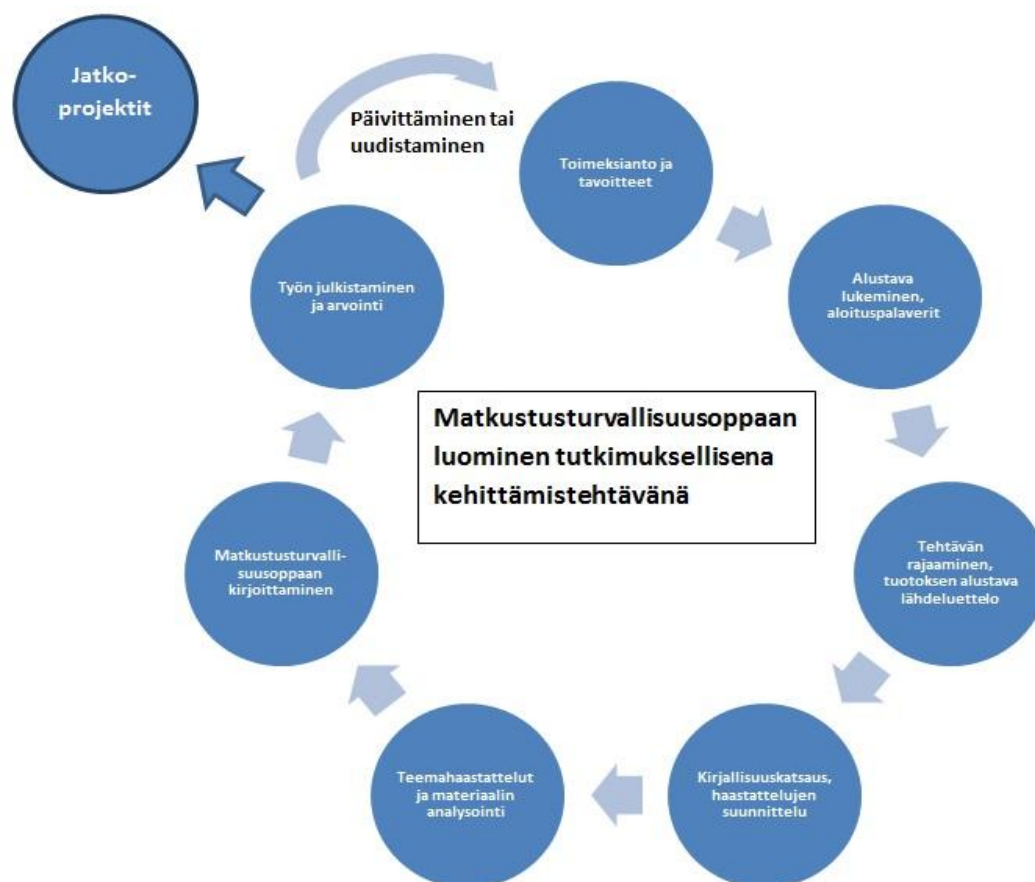 Jatko-
projektit
Päivittäminen tai
uudistaminen
Toimeksianto ja
tavoitteet
Alustava
lukeminen,
aloituspalaverit
Tehtävän
rajaaminen,
tuotoksen alustava
lähdeluettelo
Kirjallisuuskatsaus,
haastattelujen
suunnittelu
Teemahaastattelut
ja materiaalin
analysointi
Matkustusturvalli-
suusoppaan
kirjoittaminen
Työn julkistaminen
ja arvointi
Matkustusturvallisuusoppaan
luominen tutkimuksellisena
kehittämistehtävänä